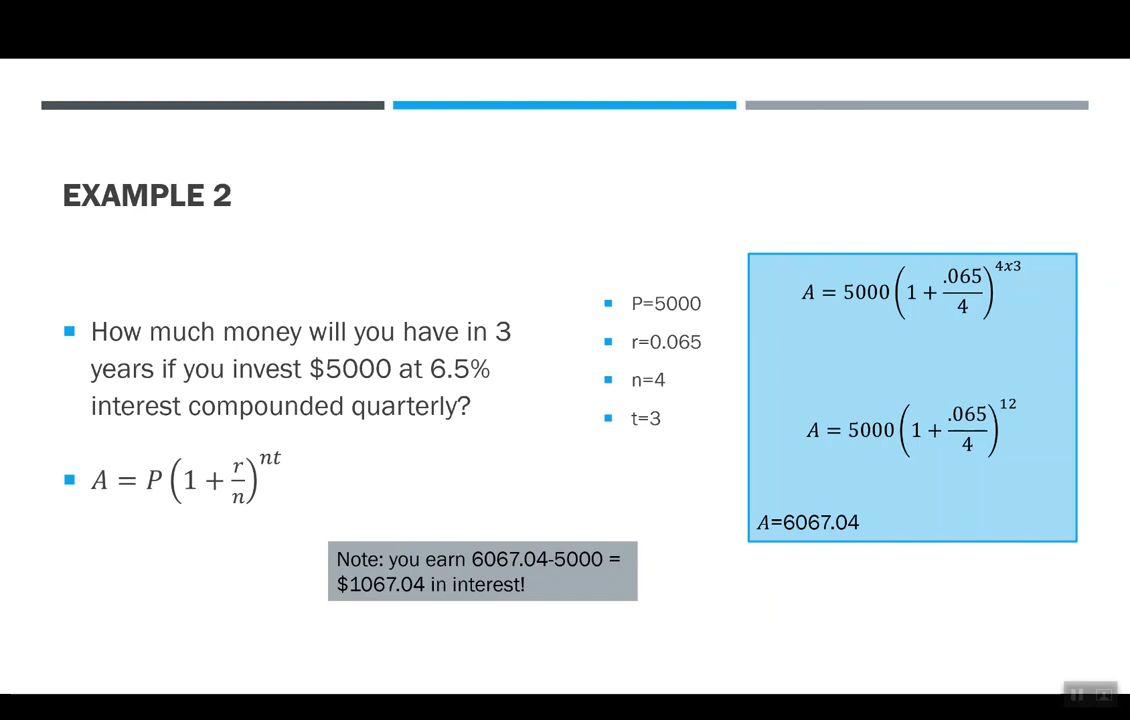 EXAMPLE 2
How much money will you have in 3
years if you invest $5000 at 6.5%
interest compounded quarterly?
A = P(1 + r/n)^nt
P=5000
r=0.065
n=4
t=3
A = 5000(1 + .065/4)^4x3
A = 5000(1 + .065/4)^12
A=6067.04
Note: you earn 6067.04-5000 =
$1067.04 in interest!